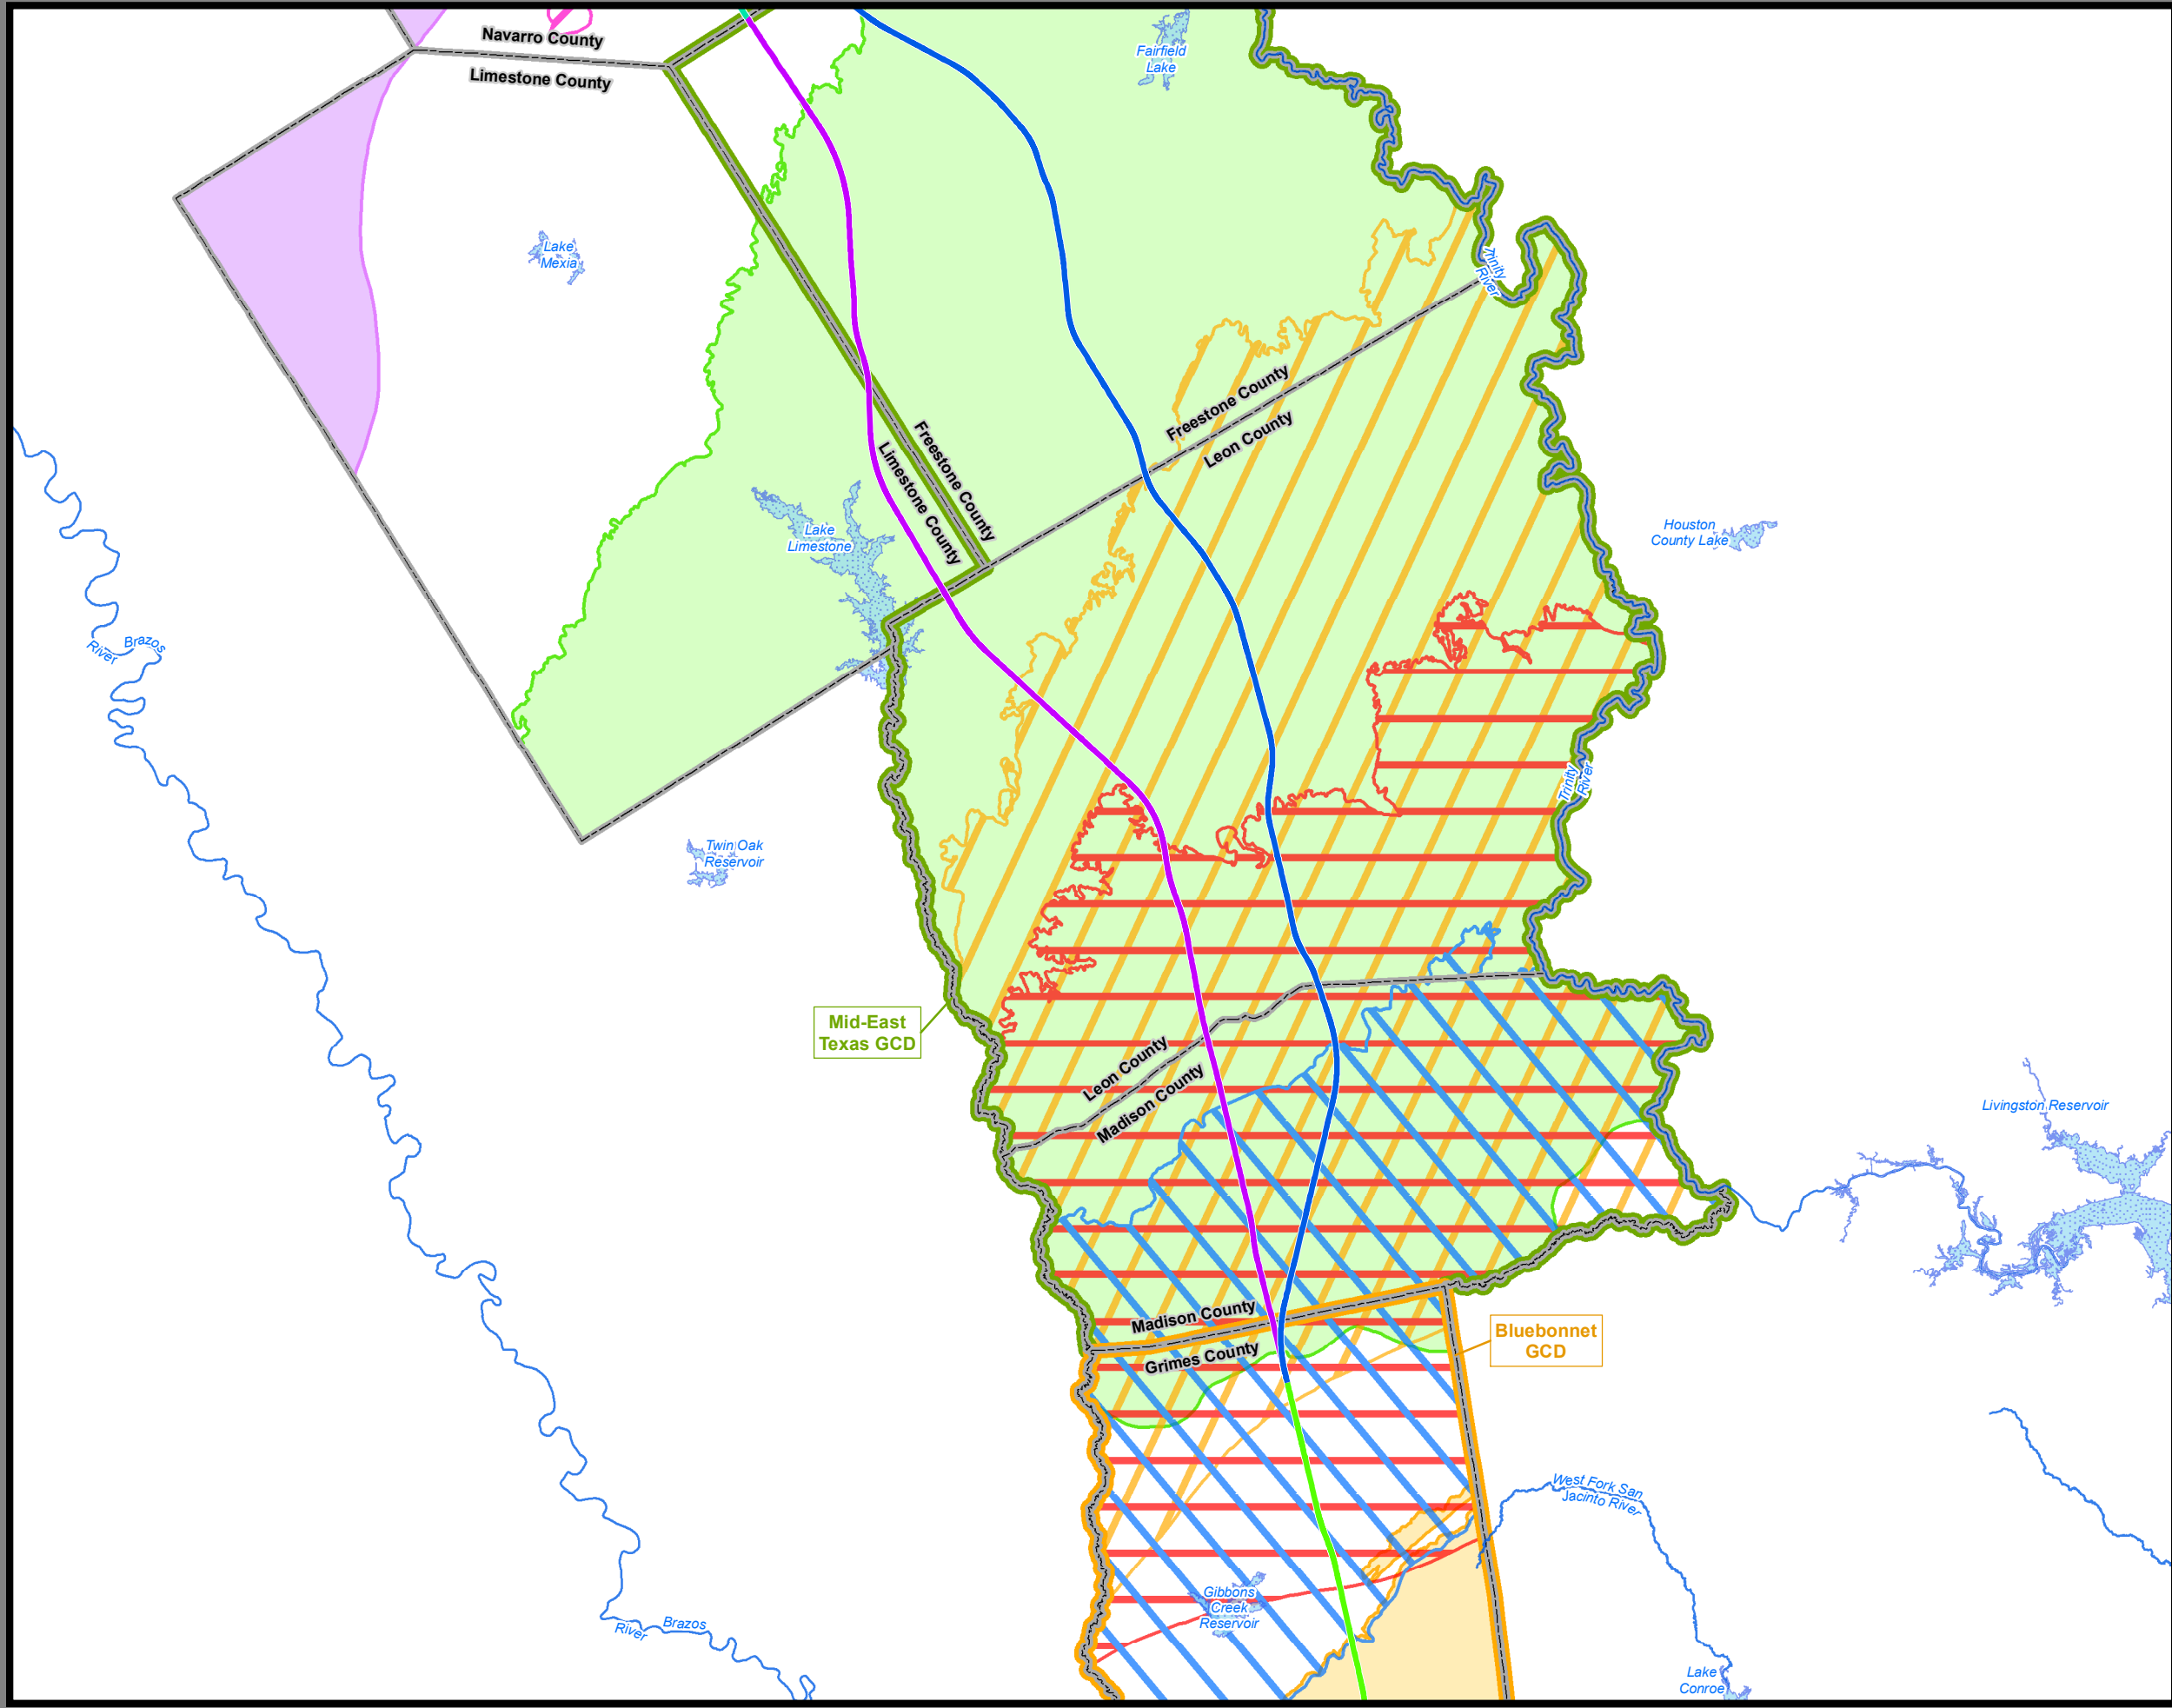 Navarro County
Limestone County
Fairfield
Lake
Lake
Mexia
Trinity
River
Freestone County
Leon County
Freestone County
Limestone County
Lake
Limestone
Houston
County Lake
Brazos
River
Trinity
River
Twin Oak
Reservoir
Mid-East
Texas GCD
Leon County
Madison County
Livingston Reservoir
Madison County
Grimes County
Bluebonnet
GCD
West Fork San
Jacinto River
Gibbons
Creek
Reservoir
Brazos
River
Lake
Conroe